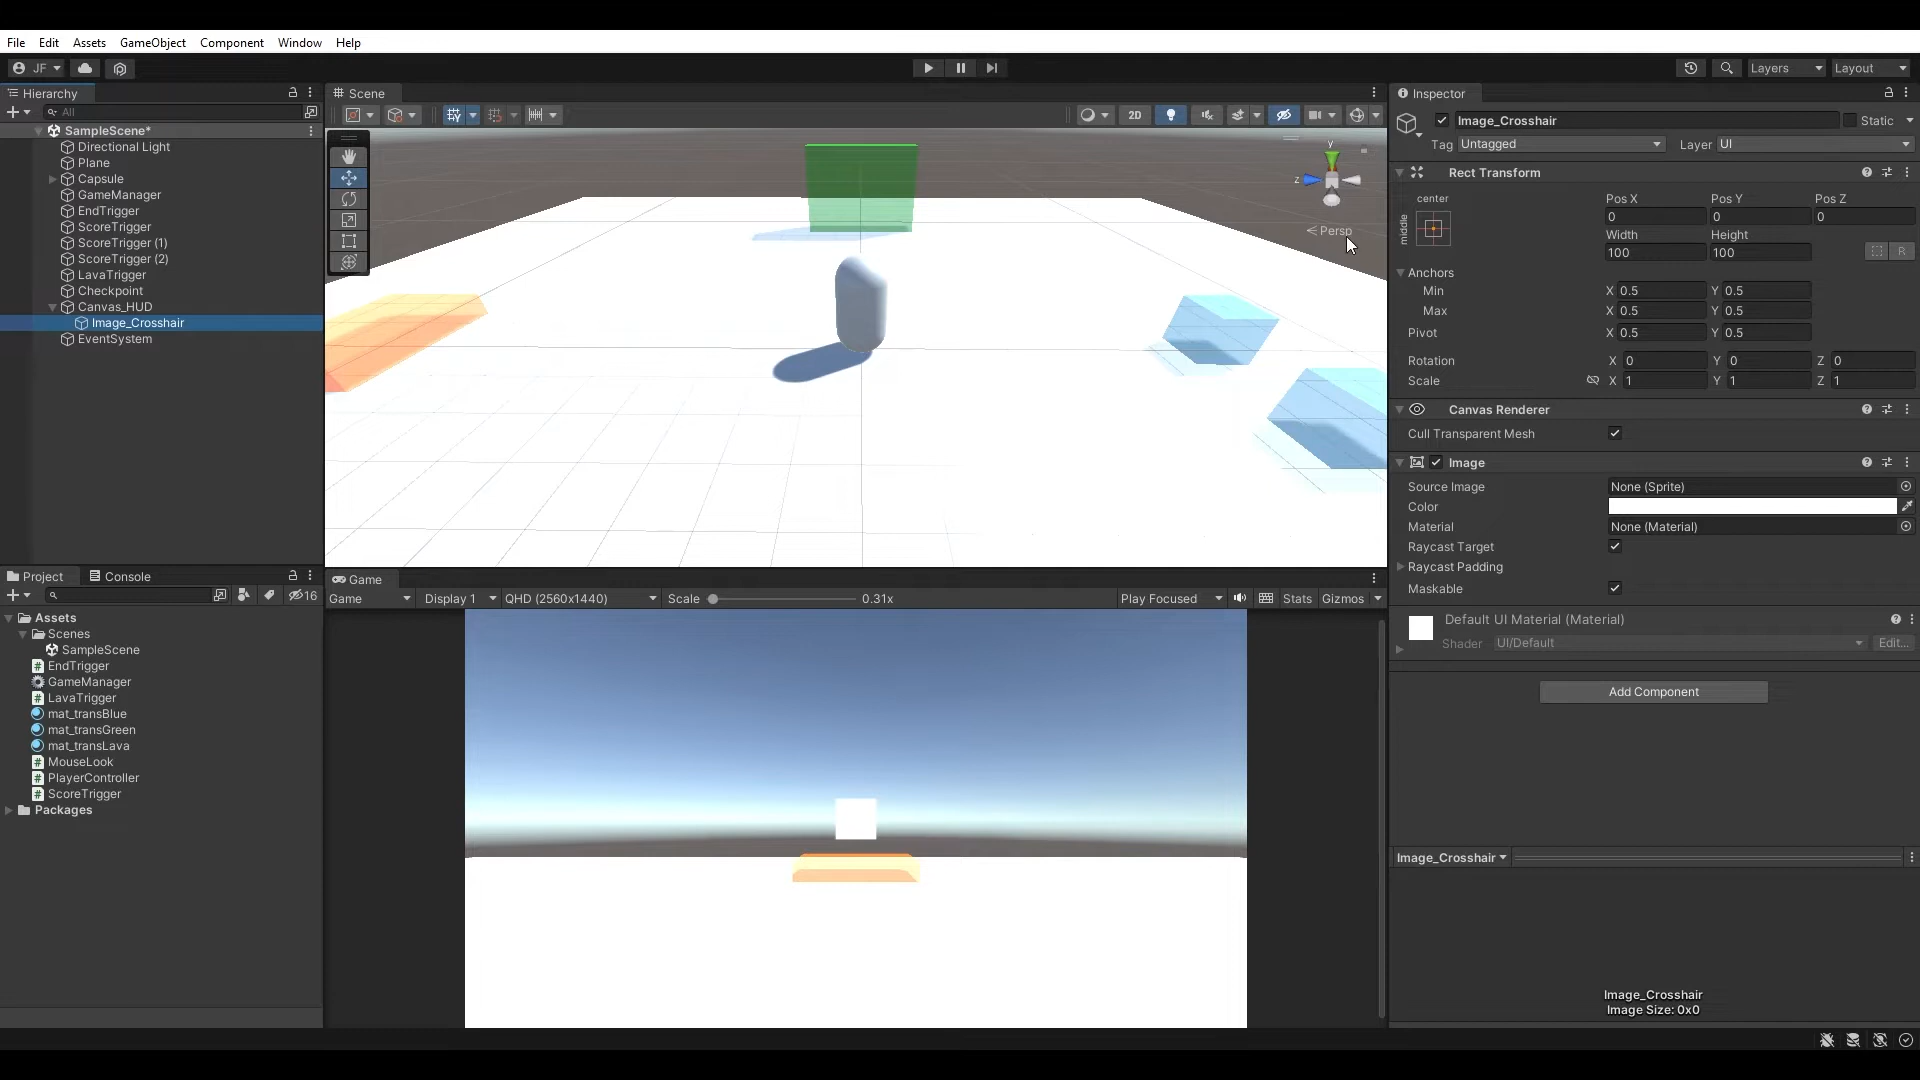 File Edit Assets GameObject Component Window Help
JF Layers Layout
Hierarchy
All
SampleScene*
Directional Light
Plane
Capsule
GameManager
EndTrigger
ScoreTrigger
ScoreTrigger (1)
ScoreTrigger (2)
LavaTrigger
Checkpoint
Canvas_HUD
Image_Crosshair
EventSystem
Project Console
16
Assets
Scenes
SampleScene
EndTrigger
GameManager
LavaTrigger
mat_transBlue
mat_transGreen
mat_transLava
MouseLook
PlayerController
ScoreTrigger
Packages
Scene
2D
y
z
Persp
Game
Game Display 1 QHD (2560x1440) Scale 0.31x Play Focused Stats Gizmos
Inspector
Image_Crosshair Static
Tag Untagged Layer UI
Rect Transform
center Pos X Pos Y Pos Z
middle 0 0 0
Width Height
100 100 R
Anchors
Min X 0.5 Y 0.5
Max X 0.5 Y 0.5
Pivot X 0.5 Y 0.5
Rotation X 0 Y 0 Z 0
Scale X 1 Y 1 Z 1
Canvas Renderer
Cull Transparent Mesh
Image
Source Image None (Sprite)
Color
Material None (Material)
Raycast Target
Raycast Padding
Maskable
Default UI Material (Material)
Shader UI/Default Edit...
Add Component
Image_Crosshair
Image_Crosshair
Image Size: 0x0